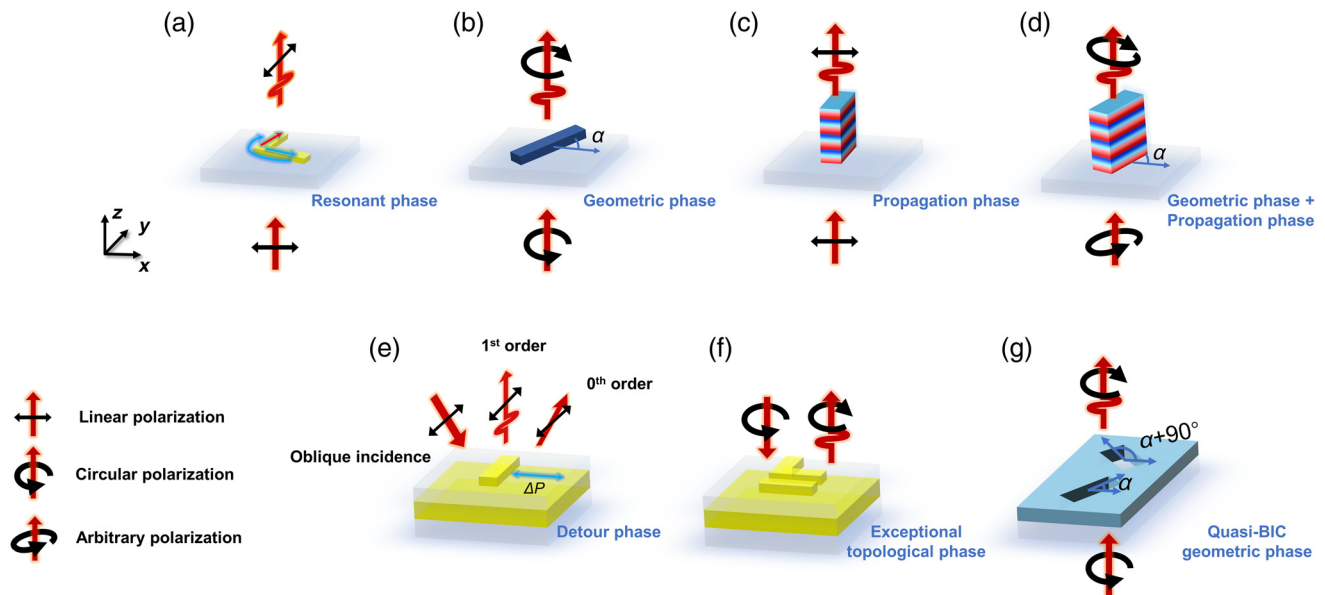 (a)
(b)
(c)
(d)
α
α
Resonant phase
Geometric phase
Propagation phase
Geometric phase +
Propagation phase
z
y
x
(e)
(f)
(g)
1st order
0th order
Linear polarization
Oblique incidence
α+90°
α
ΔP
Circular polarization
Detour phase
Exceptional
topological phase
Quasi-BIC
geometric phase
Arbitrary polarization